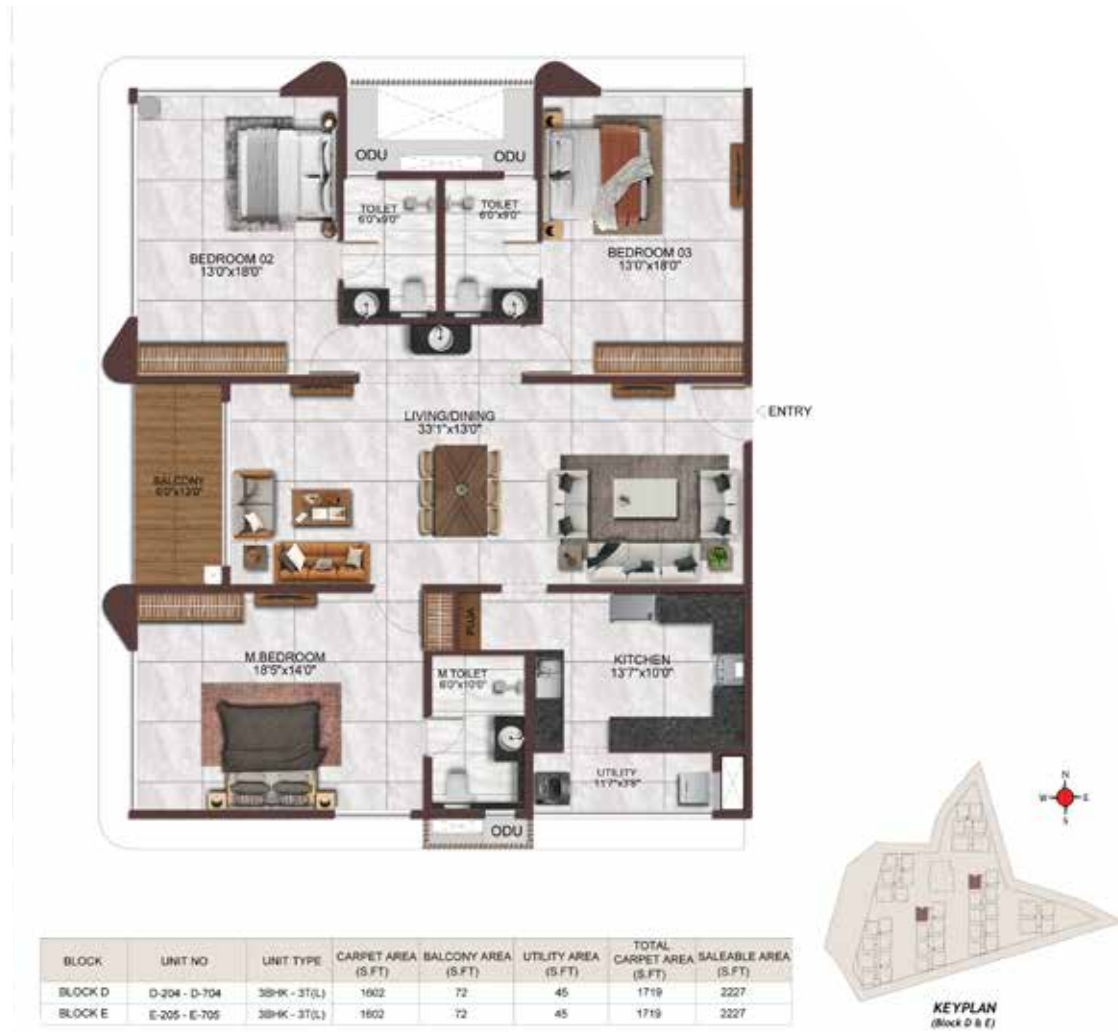 ODU
ODU
TOILET
6'0"x9'0"
TOILET
6'0"x9'0"
BEDROOM 02
13'0"x18'0"
BEDROOM 03
13'0"x18'0"
LIVING/DINING
33'1"x13'0"
ENTRY
BALCONY
6'0"x13'0"
PUJA
M.BEDROOM
18'5"x14'0"
M.TOILET
6'0"x10'0"
KITCHEN
13'7"x10'0"
UTILITY
11'7"x3'8"
ODU
N
W E
S
BLOCK UNIT NO UNIT TYPE CARPET AREA (S.FT) BALCONY AREA (S.FT) UTILITY AREA (S.FT) TOTAL CARPET AREA (S.FT) SALEABLE AREA (S.FT)
BLOCK D D-204 - D-704 3BHK - 3T(L) 1602 72 45 1719 2227
BLOCK E E-205 - E-705 3BHK - 3T(L) 1602 72 45 1719 2227
KEYPLAN
(Block D & E)